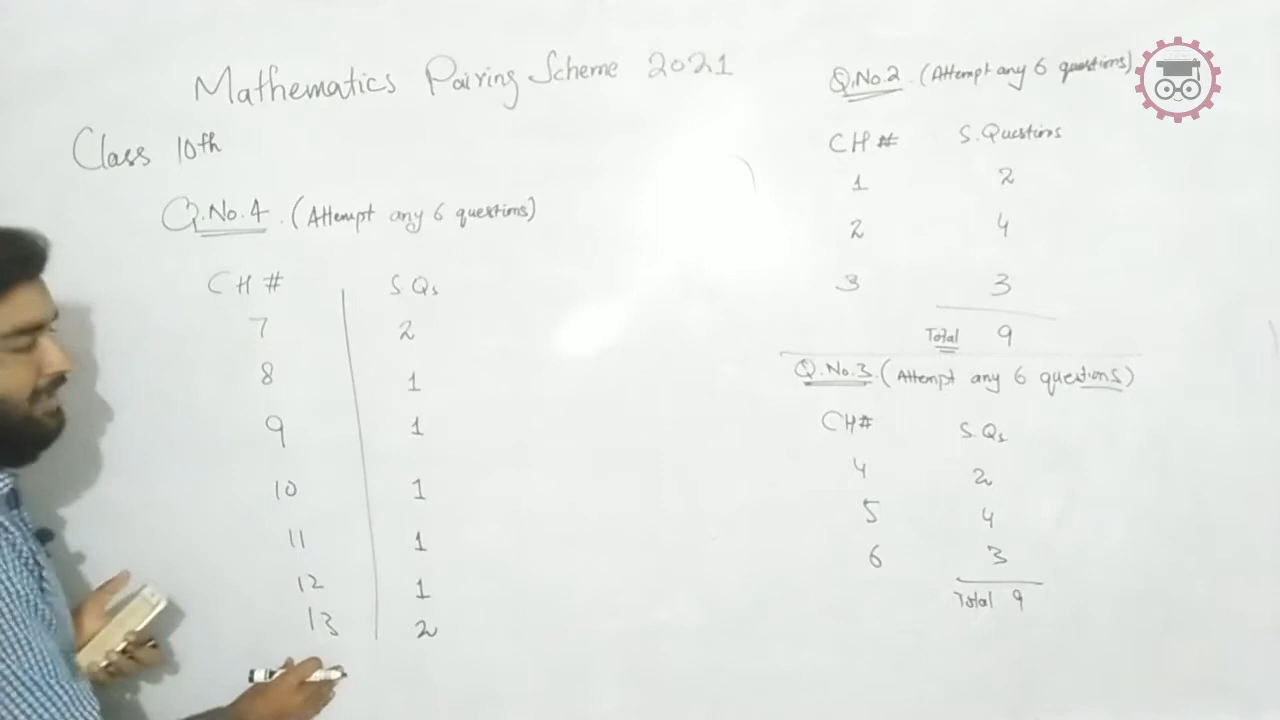 Mathematics Pairing Scheme 2021
Class 10th
Q.No.4. (Attempt any 6 questions)
CH # S Qs
7 2
8 1
9 1
10 1
11 1
12 1
13 2
Q.No.2. (Attempt any 6 questions)
CH # S. Questions
1 2
2 4
3 3
Total 9
Q.No.3. (Attempt any 6 questions)
CH# S. Qs
4 2
5 4
6 3
Total 9